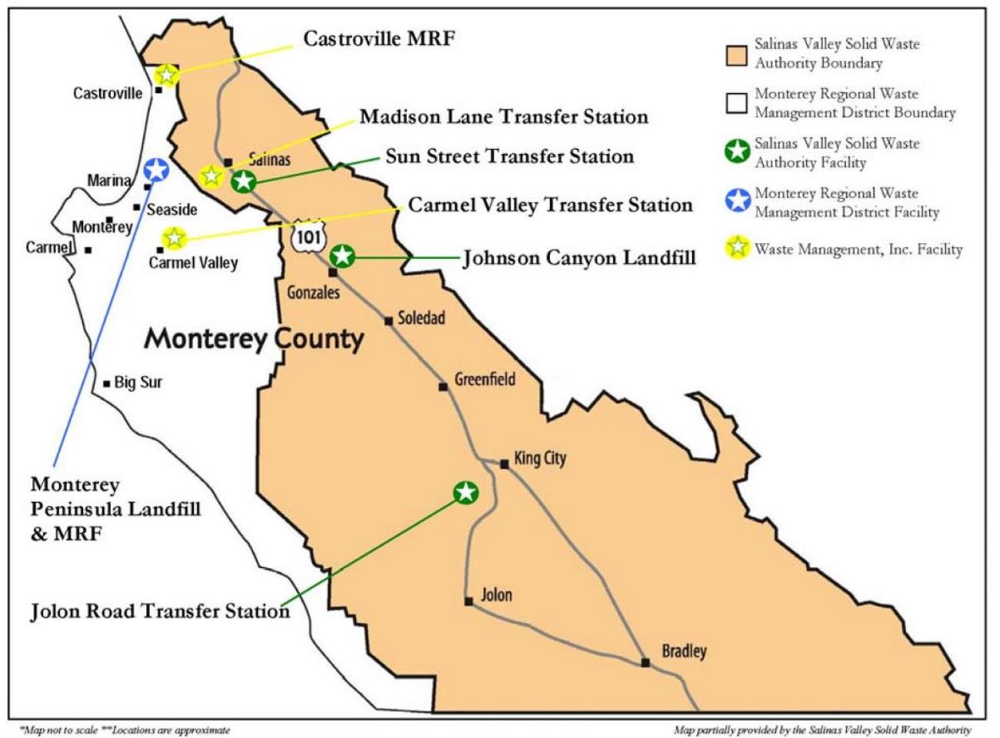 Castroville MRF
Salinas Valley Solid Waste
Authority Boundary
Castroville
Monterey Regional Waste
Management District Boundary
Madison Lane Transfer Station
Salinas Valley Solid Waste
Authority Facility
Salinas
Sun Street Transfer Station
Marina
Monterey Regional Waste
Management District Facility
Seaside
Carmel Valley Transfer Station
Monterey
101
Carmel
Waste Management, Inc. Facility
Carmel Valley
Johnson Canyon Landfill
Gonzales
Soledad
Monterey County
Greenfield
Big Sur
King City
Monterey
Peninsula Landfill
& MRF
Jolon
Jolon Road Transfer Station
Bradley
*Map not to scale **Locations are approximate
Map partially provided by the Salinas Valley Solid Waste Authority